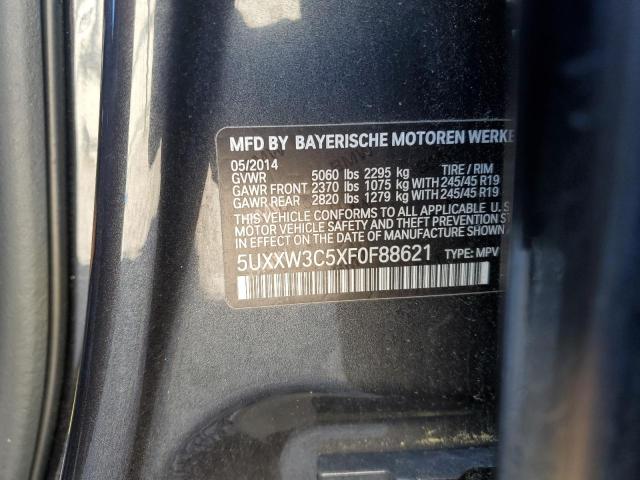 MFD BY BAYERISCHE MOTOREN WERKE
05/2014
GVWR 5060 lbs 2295 kg TIRE / RIM
GAWR FRONT 2370 lbs 1075 kg WITH 245/45 R19
GAWR REAR 2820 lbs 1279 kg WITH 245/45 R19
THIS VEHICLE CONFORMS TO ALL APPLICABLE U.S
MOTOR VEHICLE SAFETY AND THEFT PREVENTION
IN EFFECT ON THE DATE OF MANUFACTURE
5UXXW3C5XF0F88621 TYPE: MPV